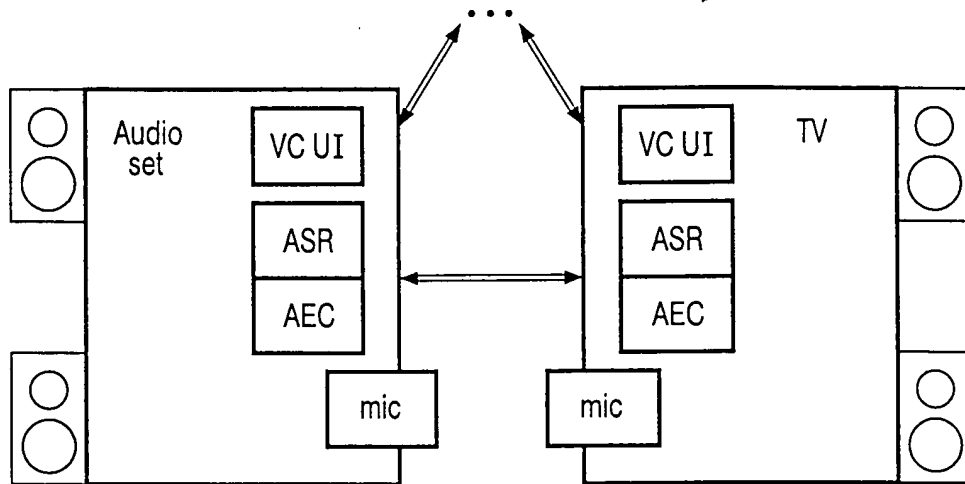 ...
Audio
set
VC UI
ASR
AEC
mic
VC UI
TV
ASR
AEC
mic